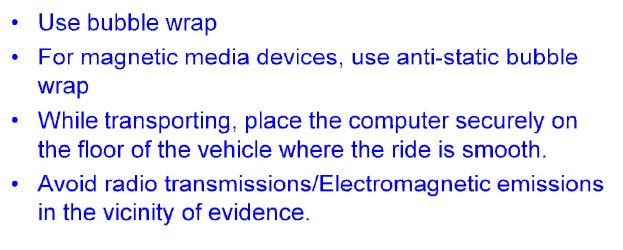 • Use bubble wrap
• For magnetic media devices, use anti-static bubble
wrap
• While transporting, place the computer securely on
the floor of the vehicle where the ride is smooth.
• Avoid radio transmissions/Electromagnetic emissions
in the vicinity of evidence.